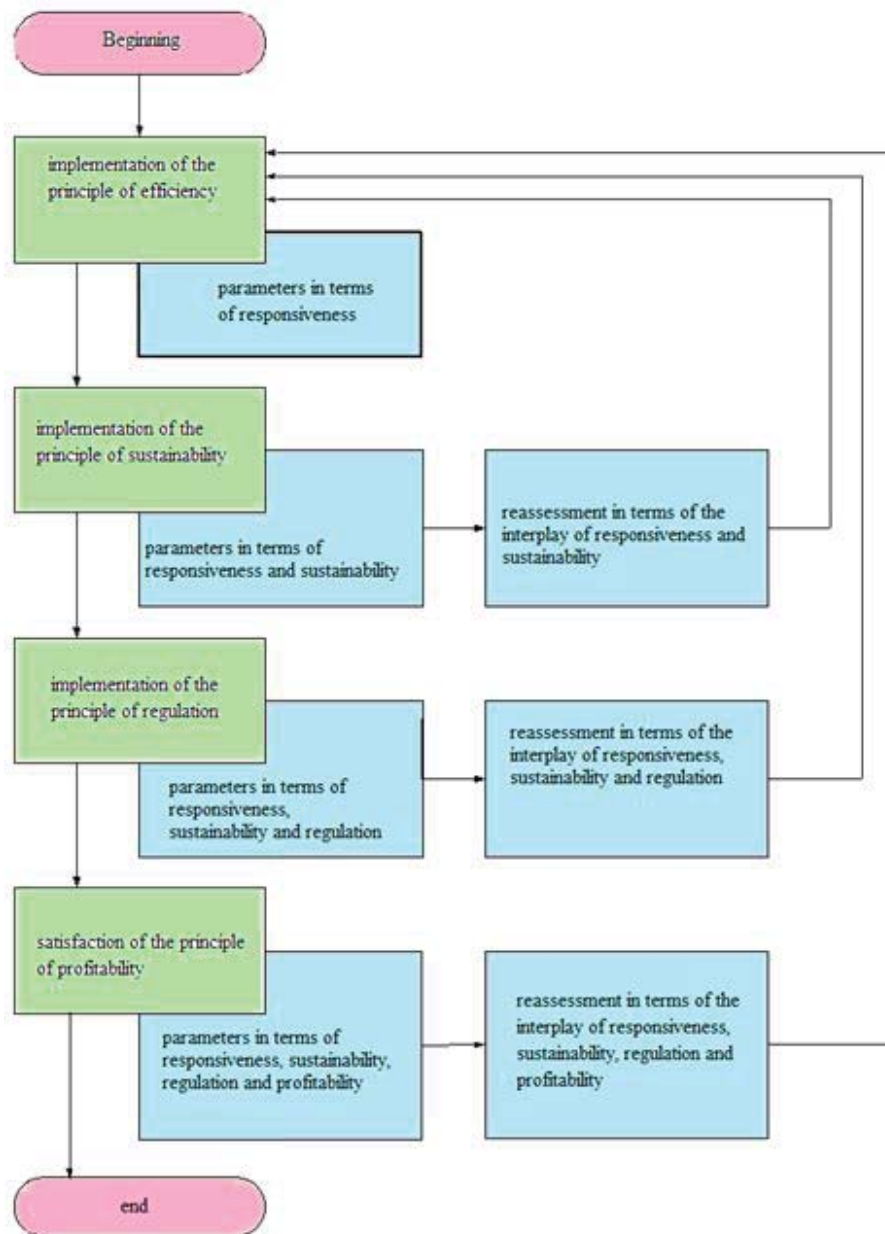 Beginning
implementation of the
principle of efficiency
parameters in terms
of responsiveness
implementation of the
principle of sustainability
parameters in terms of
responsiveness and sustainability
reassessment in terms of the
interplay of responsiveness and
sustainability
implementation of the
principle of regulation
parameters in terms of
responsiveness,
sustainability and regulation
reassessment in terms of the
interplay of responsiveness,
sustainability and regulation
satisfaction of the principle
of profitability
parameters in terms of
responsiveness, sustainability,
regulation and profitability
reassessment in terms of the
interplay of responsiveness,
sustainability, regulation and
profitability
end